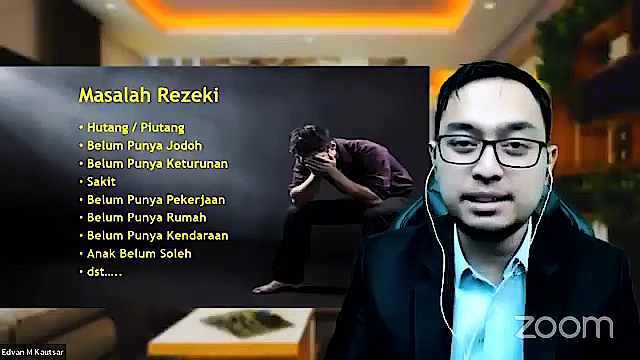 Masalah Rezeki
• Hutang / Piutang
• Belum Punya Jodoh
• Belum Punya Keturunan
• Sakit
• Belum Punya Pekerjaan
• Belum Punya Rumah
• Belum Punya Kendaraan
• Anak Belum Soleh
• dst.....
Edvan M Kautsar
zoom